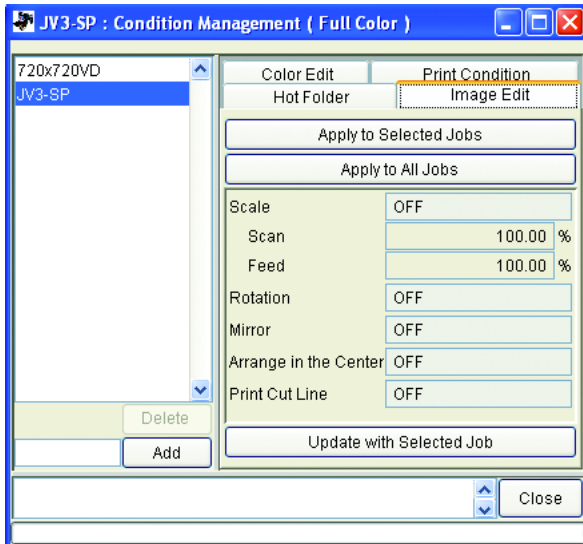 JV3-SP : Condition Management ( Full Color )
720x720VD
JV3-SP
Delete
Add
Color Edit Print Condition
Hot Folder Image Edit
Apply to Selected Jobs
Apply to All Jobs
Scale OFF
Scan 100.00 %
Feed 100.00 %
Rotation OFF
Mirror OFF
Arrange in the Center OFF
Print Cut Line OFF
Update with Selected Job
Close